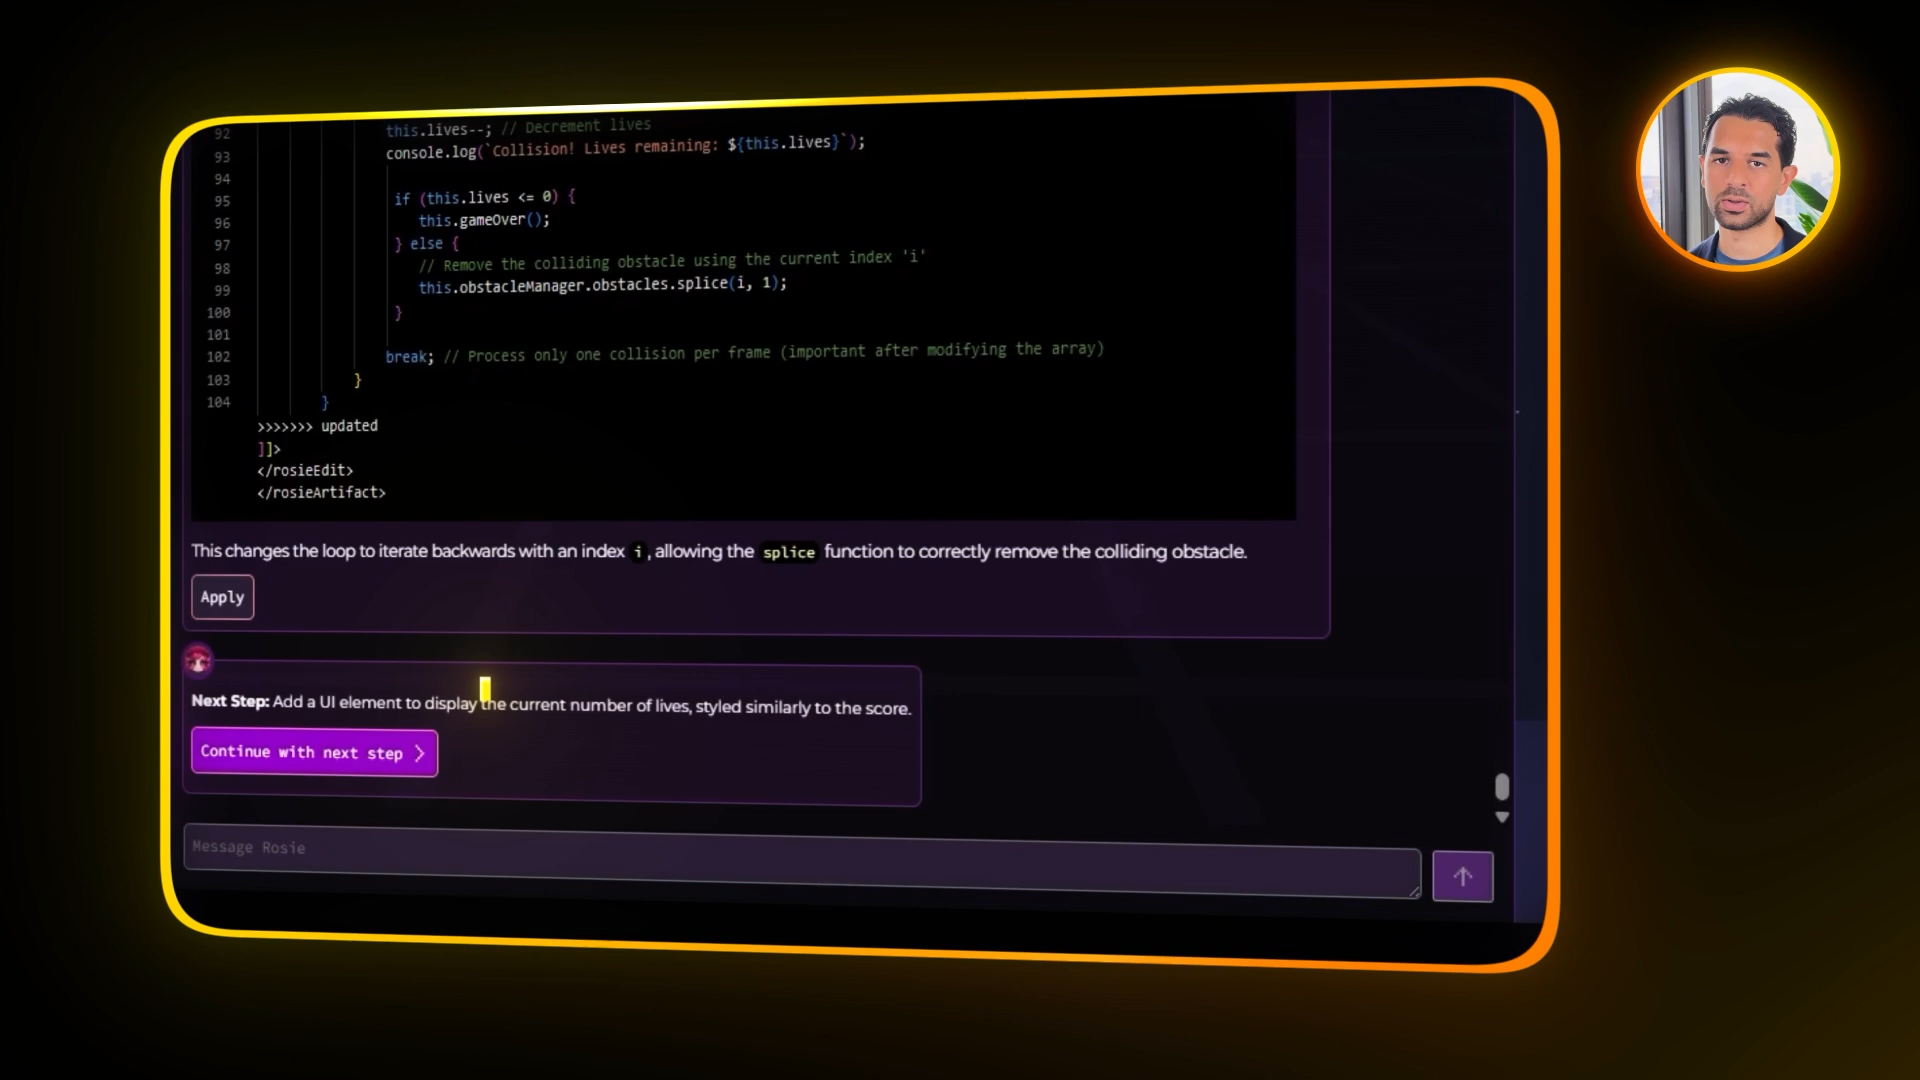 92 this.lives--; // Decrement lives
93 console.log(`Collision! Lives remaining: ${this.lives}`);
94
95 if (this.lives <= 0) {
96 this.gameOver();
97 } else {
98 // Remove the colliding obstacle using the current index 'i'
99 this.obstacleManager.obstacles.splice(i, 1);
100 }
101
102 break; // Process only one collision per frame (important after modifying the array)
103 }
104 }
>>>>>>> updated
]]>
</rosieEdit>
</rosieArtifact>
This changes the loop to iterate backwards with an index i, allowing the splice function to correctly remove the colliding obstacle.
Apply
Next Step: Add a UI element to display the current number of lives, styled similarly to the score.
Continue with next step >
Message Rosie